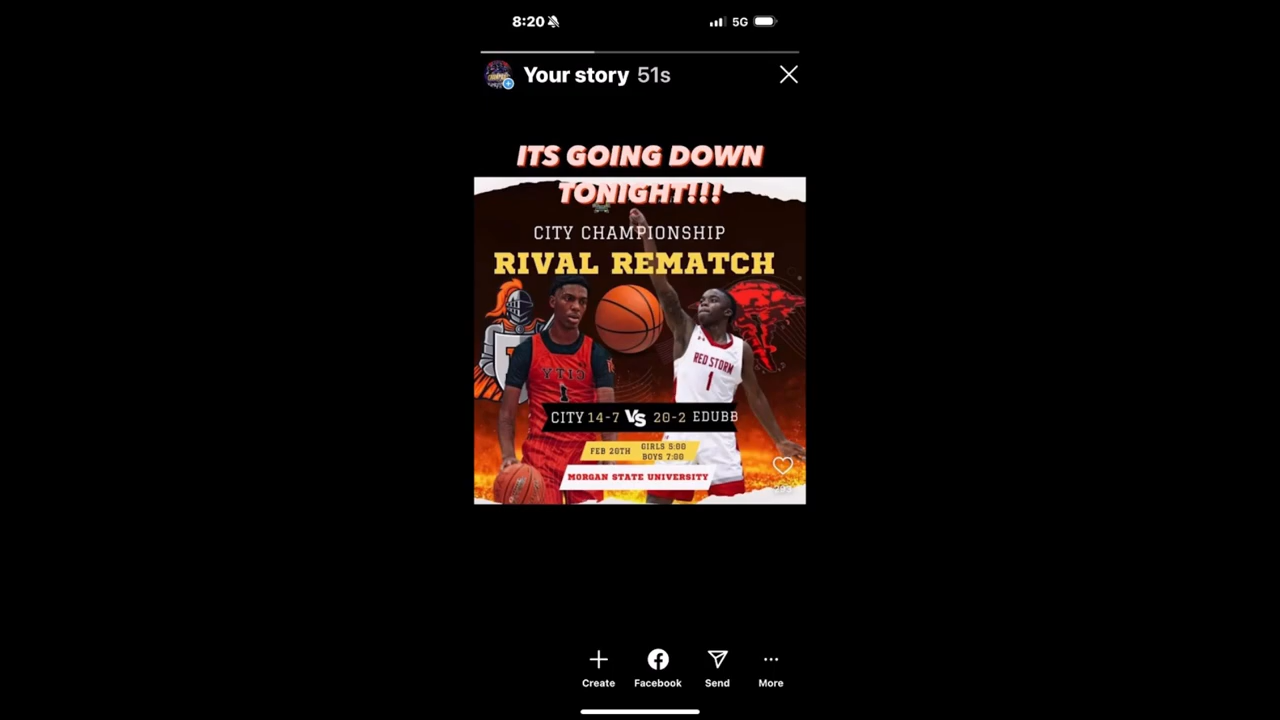 8:20
5G
Your story 51s
ITS GOING DOWN
TONIGHT!!!
CITY CHAMPIONSHIP
RIVAL REMATCH
CITY
1
RED STORM
1
CITY 14-7 VS 20-2 EDUBB
FEB 20TH
GIRLS 5:00
BOYS 7:00
MORGAN STATE UNIVERSITY
Create
Facebook
Send
More